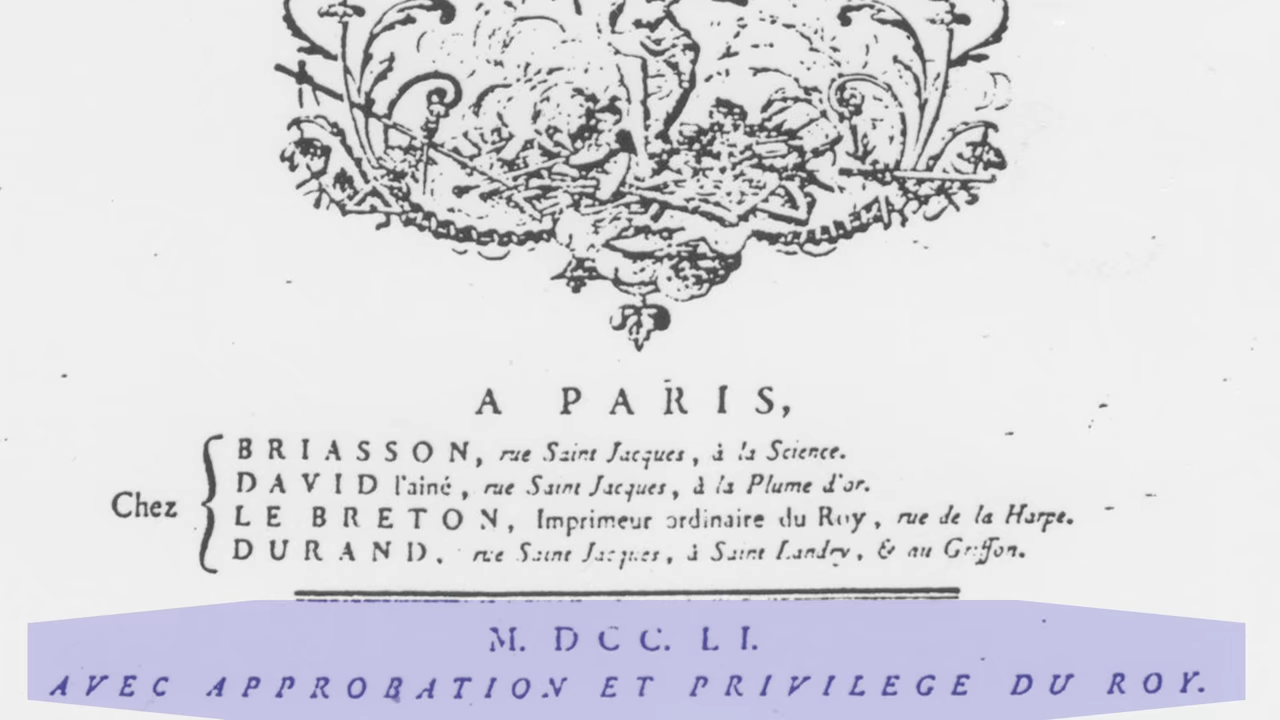 A PARIS,
Chez
BRIASSON, rue Saint Jacques, à la Science.
DAVID l'aîné, rue Saint Jacques, à la Plume d'or.
LE BRETON, Imprimeur ordinaire du Roy, rue de la Harpe.
DURAND, rue Saint Jacques, à Saint Landry, & au Griffon.
M. DCC. LI.
AVEC APPROBATION ET PRIVILEGE DU ROY.